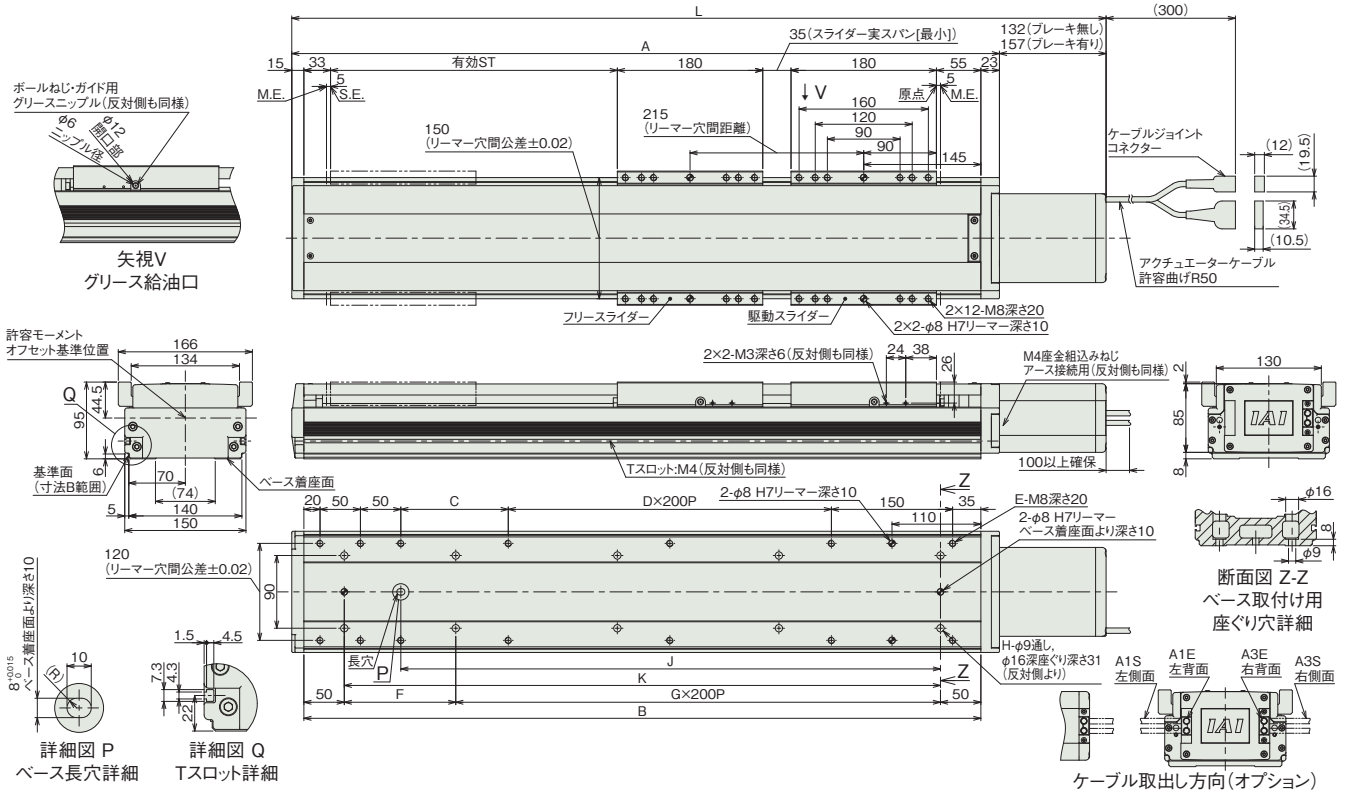 L
(300)
A
132(ブレーキ無し)
157(ブレーキ有り)
35(スライダー実スパン[最小])
15
33
有効ST
180
180
55
23
M.E.
5
S.E.
原点
5
M.E.
↓V
160
120
90
215
(リーマー穴間距離)
90
145
150
(リーマー穴間公差±0.02)
ボールねじ・ガイド用
グリースニップル(反対側も同様)
φ6
ニップル径
φ12
開口部
矢視V
グリース給油口
ケーブルジョイント
コネクター
(12)
(19.5)
(34.5)
(10.5)
アクチュエーターケーブル
許容曲げR50
フリースライダー
駆動スライダー
2×12-M8深さ20
2×2-φ8 H7リーマー深さ10
許容モーメント
オフセット基準位置
166
134
Q
95
44.5
6
基準面
(寸法B範囲)
70
(74)
ベース着座面
5
140
150
2×2-M3深さ6(反対側も同様)
24
38
26
M4座金組込みねじ
アース接続用(反対側も同様)
Tスロット:M4(反対側も同様)
100以上確保
130
2
85
8
IAI
20
50
50
C
D×200P
2-φ8 H7リーマー深さ10
150
110
35
Z
E-M8深さ20
2-φ8 H7リーマー
ベース着座面より深さ10
120
(リーマー穴間公差±0.02)
90
長穴
P
J
K
Z
H-φ9通し,
φ16深座ぐり深さ31
(反対側より)
50
F
G×200P
50
B
φ16
8
φ9
断面図 Z-Z
ベース取付け用
座ぐり穴詳細
8 +0.015 0
ベース着座面より深さ10
10
(R)
詳細図 P
ベース長穴詳細
1.5
4.5
7.3
4.3
22
詳細図 Q
Tスロット詳細
A1S
左側面
A1E
左背面
A3E
右背面
A3S
右側面
IAI
ケーブル取出し方向(オプション)